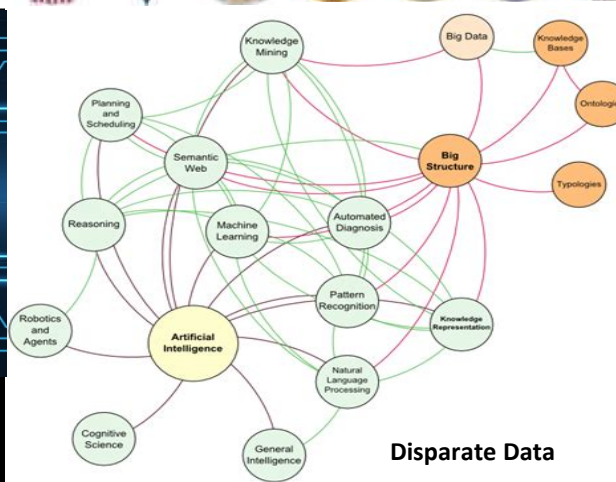 Knowledge
Mining
Big Data
Knowledge
Bases
Planning
and
Scheduling
Ontologie
Semantic
Web
Big
Structure
Typologies
Reasoning
Machine
Learning
Automated
Diagnosis
Pattern
Recognition
Knowledge
Representation
Robotics
and
Agents
Artificial
Intelligence
Natural
Language
Processing
Cognitive
Science
General
Intelligence
Disparate Data